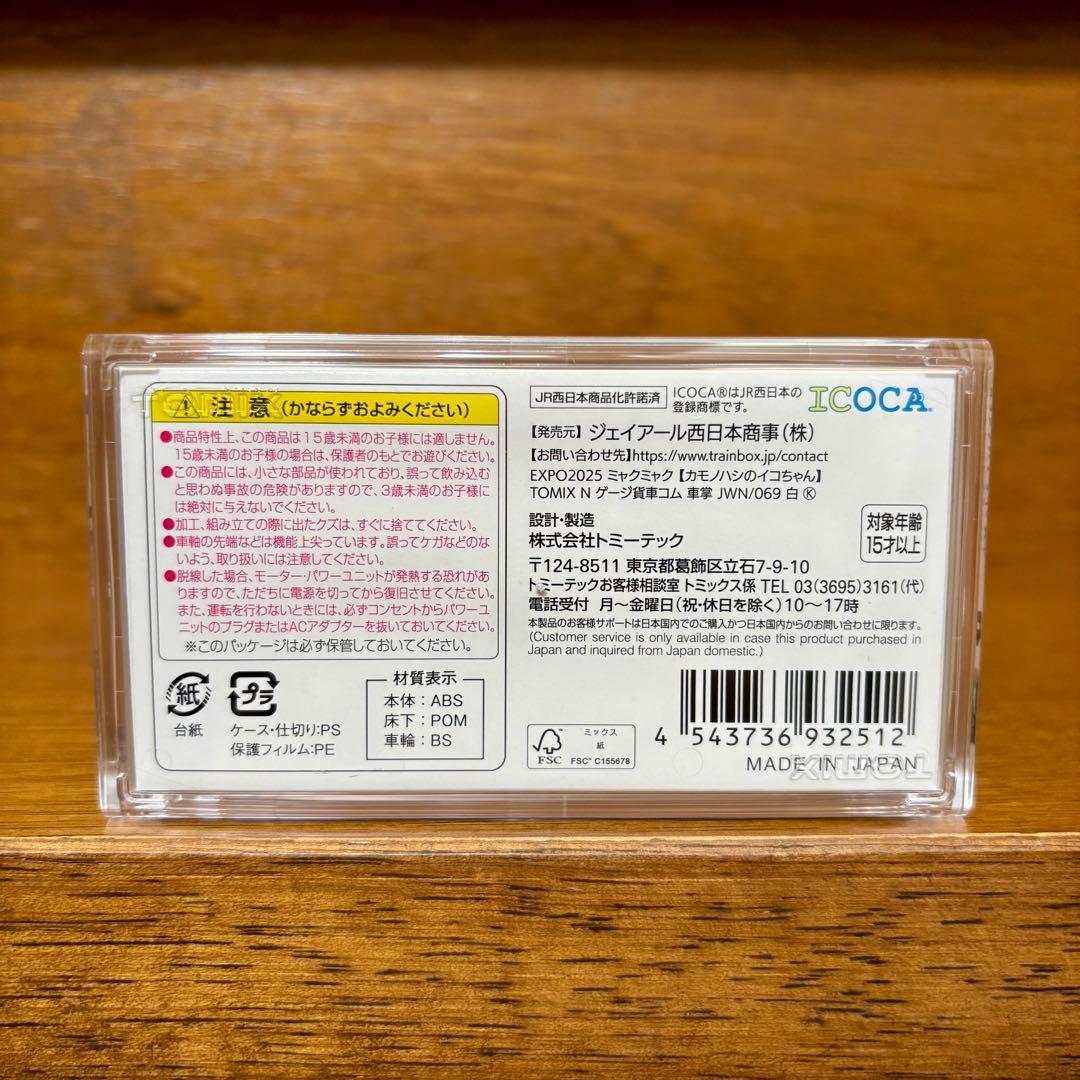 TOMIX
⚠ 注意 (かならずおよみください)
●商品特性上、この商品は15歳未満のお子様には適しません。
15歳未満のお子様の場合は、保護者のもとでお遊びください。
●この商品には、小さな部品が使われており、誤って飲み込む
と思わぬ事故の危険がありますので、3歳未満のお子様に
は絶対に与えないでください。
●加工、組み立ての際に出たクズは、すぐに捨ててください。
●車軸の先端などは機能上尖っています。誤ってケガなどのな
いよう、取り扱いには注意してください。
●脱線した場合、モーター・パワーユニットが発熱する恐れがあ
りますので、ただちに電源を切ってから復旧させてください。
また、運転を行わないときには、必ずコンセントからパワーユ
ニットのプラグまたはACアダプターを抜いておいてください。
※このパッケージは必ず保管しておいてください。
紙
台紙
プラ
ケース・仕切り:PS
保護フィルム:PE
材質表示
本体:ABS
床下:POM
車輪:BS
JR西日本商品化許諾済
ICOCA®はJR西日本の
登録商標です。
ICOCA®
【発売元】ジェイアール西日本商事(株)
【お問い合わせ先】https://www.trainbox.jp/contact
EXPO2025 ミャクミャク【カモノハシのイコちゃん】
TOMIX N ゲージ貨車コム 車掌 JWN/069 白 Ⓚ
設計・製造
株式会社トミーテック
〒124-8511 東京都葛飾区立石7-9-10
トミーテックお客様相談室 トミックス係 TEL 03(3695)3161(代)
電話受付 月～金曜日(祝・休日を除く)10～17時
対象年齢
15才以上
本製品のお客様サポートは日本国内でのご購入かつ日本国内からのお問い合わせに限ります。
(Customer service is only available in case this product purchased in
Japan and inquired from Japan domestic.)
FSC
ミックス
紙
FSC™ C155678
4 543736 932512
MADE IN JAPAN
TOMIX